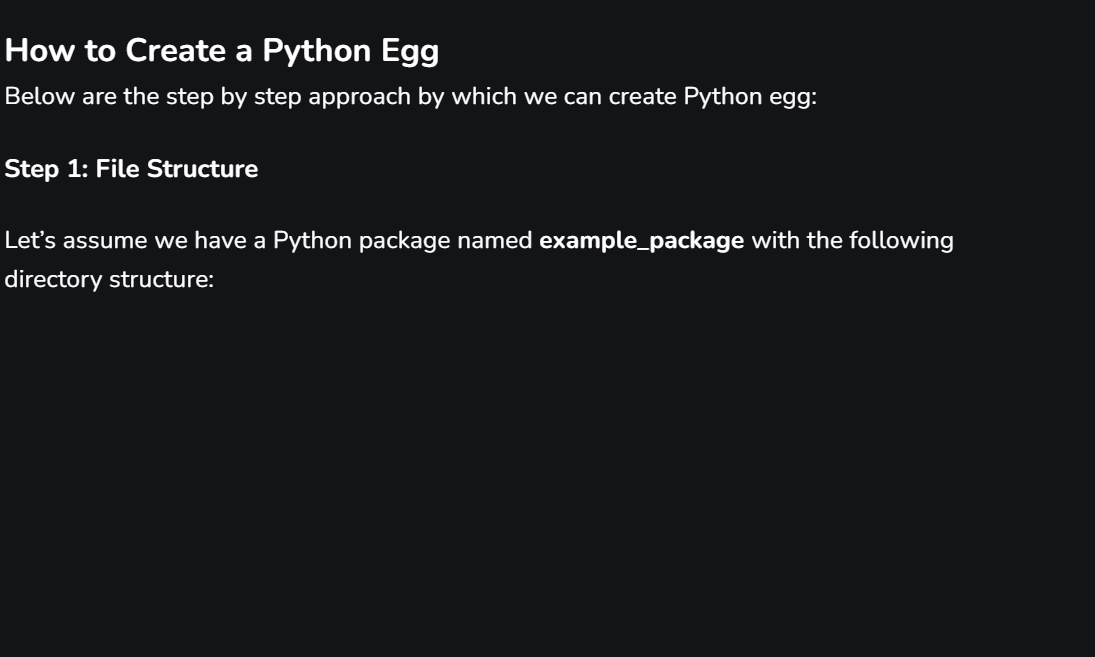 How to Create a Python Egg
Below are the step by step approach by which we can create Python egg:
Step 1: File Structure
Let’s assume we have a Python package named example_package with the following
directory structure: